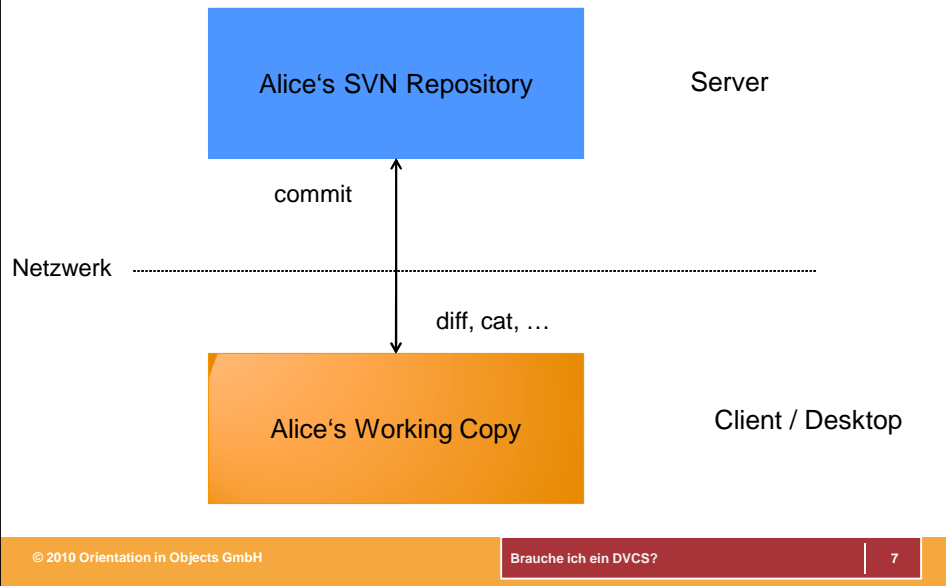 Alice‘s SVN Repository
Server
commit
Netzwerk
diff, cat, …
Alice‘s Working Copy
Client / Desktop
© 2010 Orientation in Objects GmbH
Brauche ich ein DVCS?
7